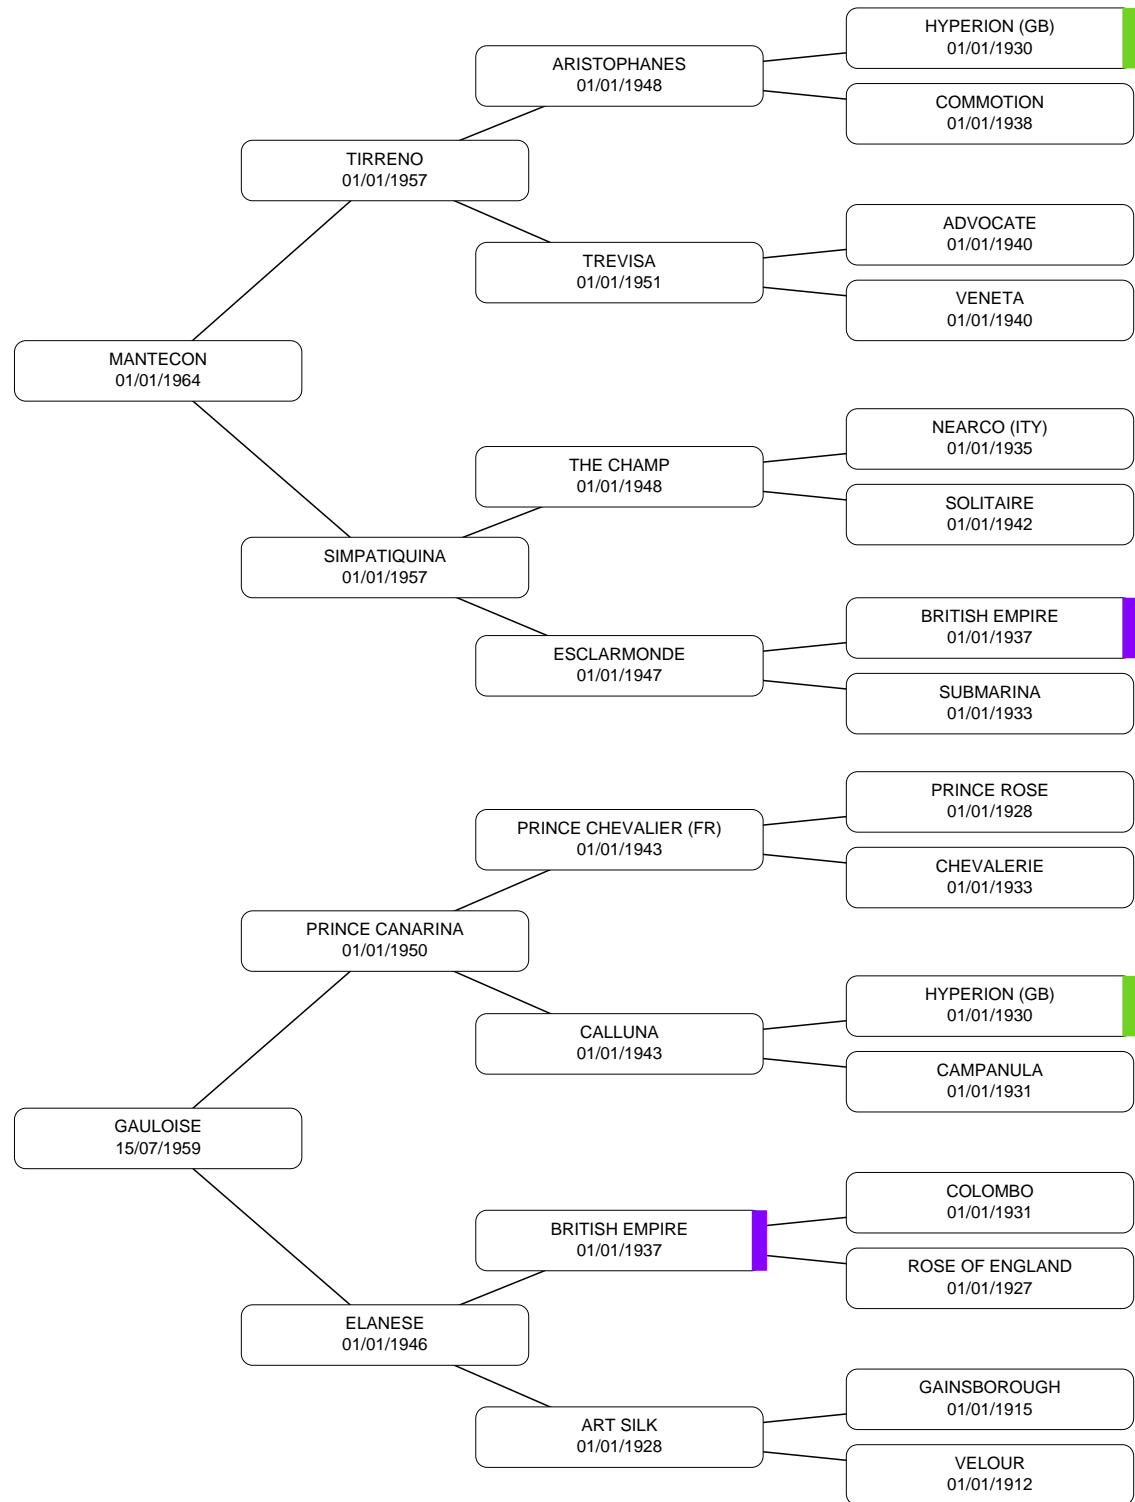 HYPERION (GB)
01/01/1930
ARISTOPHANES
01/01/1948
COMMOTION
01/01/1938
TIRRENO
01/01/1957
ADVOCATE
01/01/1940
TREVISA
01/01/1951
VENETA
01/01/1940
MANTECON
01/01/1964
NEARCO (ITY)
01/01/1935
THE CHAMP
01/01/1948
SOLITAIRE
01/01/1942
SIMPATIQUINA
01/01/1957
BRITISH EMPIRE
01/01/1937
ESCLARMONDE
01/01/1947
SUBMARINA
01/01/1933
PRINCE ROSE
01/01/1928
PRINCE CHEVALIER (FR)
01/01/1943
CHEVALERIE
01/01/1933
PRINCE CANARINA
01/01/1950
HYPERION (GB)
01/01/1930
CALLUNA
01/01/1943
CAMPANULA
01/01/1931
GAULOISE
15/07/1959
COLOMBO
01/01/1931
BRITISH EMPIRE
01/01/1937
ROSE OF ENGLAND
01/01/1927
ELANESE
01/01/1946
GAINSBOROUGH
01/01/1915
ART SILK
01/01/1928
VELOUR
01/01/1912